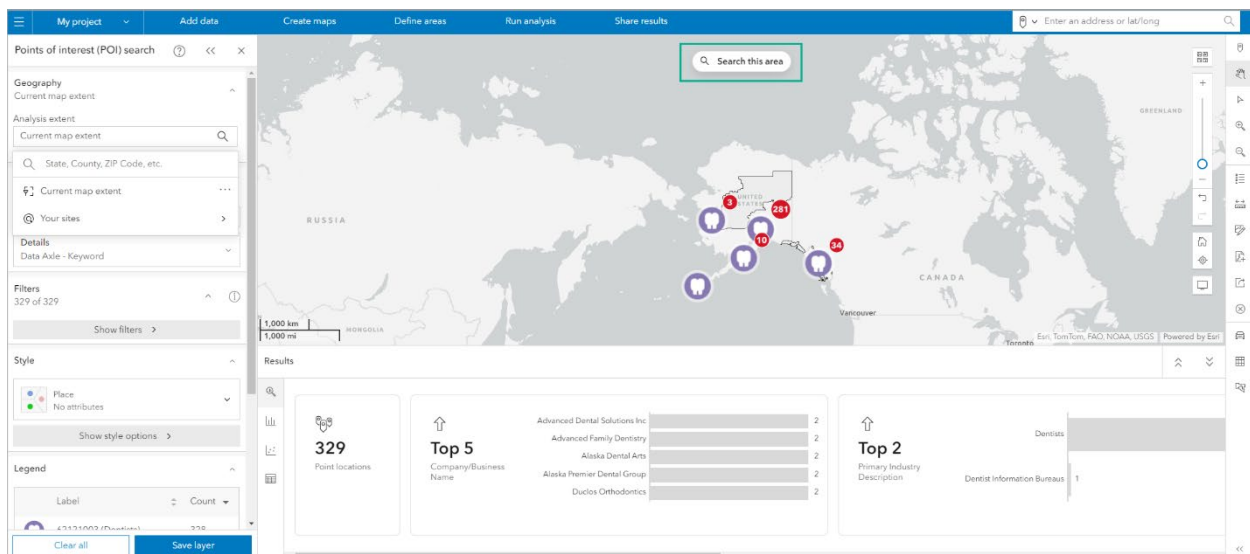 My project
Add data
Create maps
Define areas
Run analysis
Share results
Enter an address or lat/long
Points of interest (POI) search
Geography
Current map extent
Analysis extent
Current map extent
State, County, ZIP Code, etc.
Current map extent
Your sites
Details
Data Axle - Keyword
Filters
329 of 329
Show filters
Style
Place
No attributes
Show style options
Legend
Label
Count
62121003 (Dentists)
328
Clear all
Save layer
Search this area
GREENLAND
RUSSIA
UNITED
STATES
3
281
10
34
CANADA
Vancouver
MONGOLIA
Toronto
1,000 km
1,000 mi
Esri, TomTom, FAO, NOAA, USGS
Powered by Esri
Results
329
Point locations
Top 5
Company/Business
Name
Advanced Dental Solutions Inc
2
Advanced Family Dentistry
2
Alaska Dental Arts
2
Alaska Premier Dental Group
2
Duclos Orthodontics
2
Top 2
Primary Industry
Description
Dentists
Dentist Information Bureaus
1